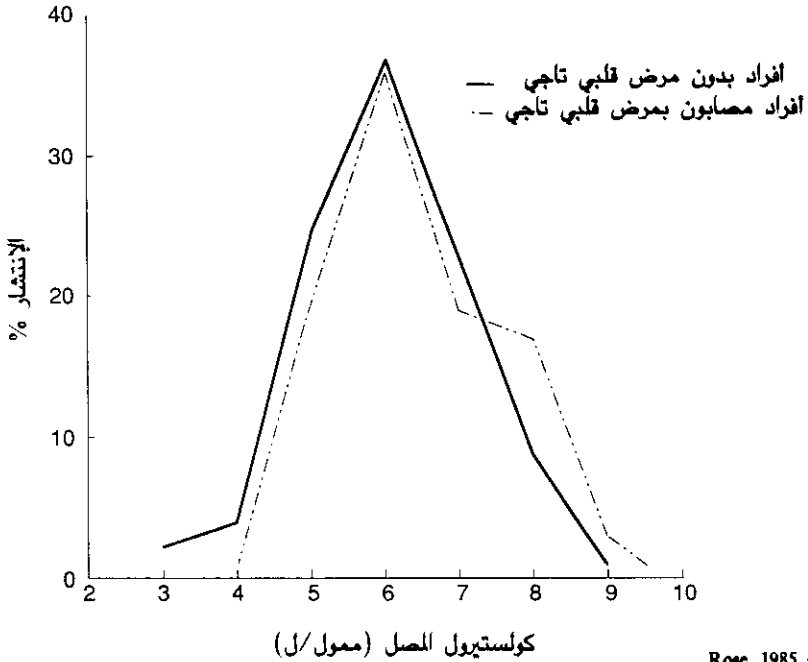 40
أفراد بدون مرض قلبي تاجي
أفراد مصابون بمرض قلبي تاجي
30
الإنتشار %
20
10
0
2 3 4 5 6 7 8 9 10
كولستيرول المصل (ممول/ل)
Rose, 1985